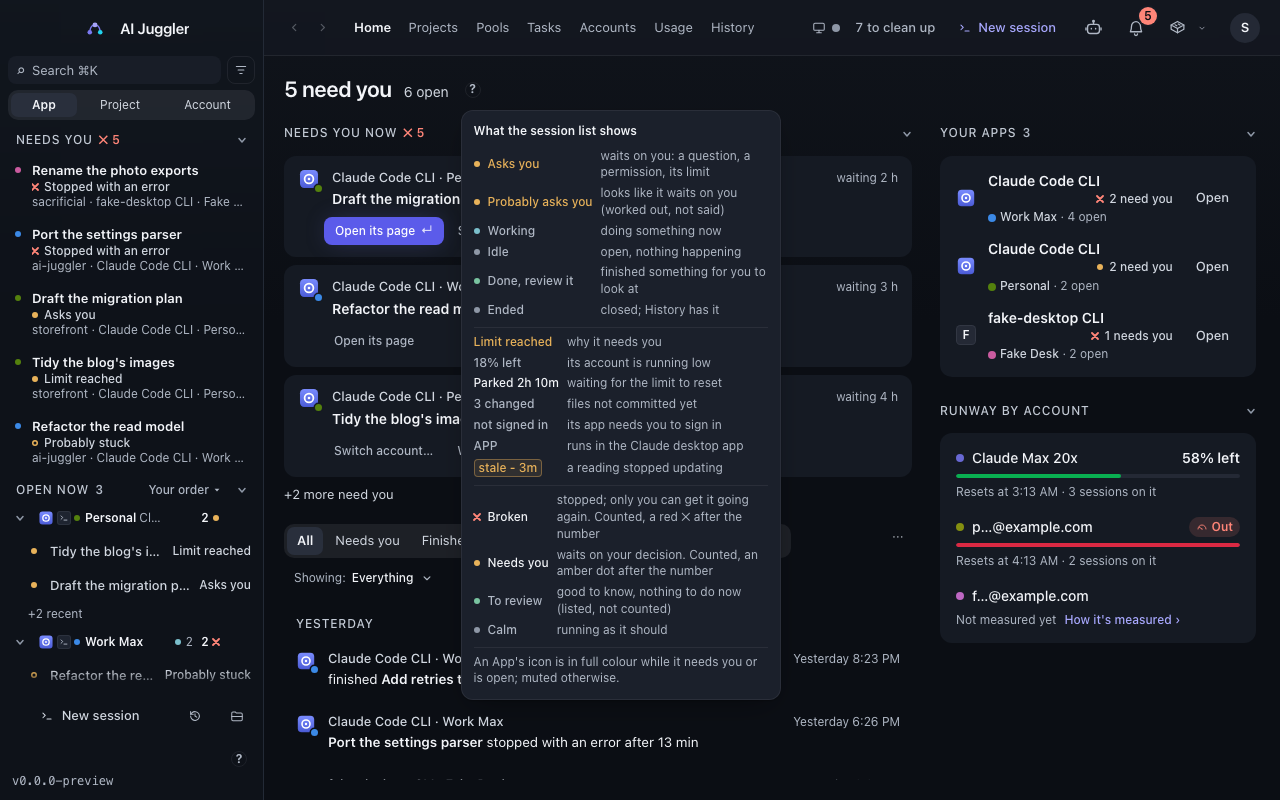 AI Juggler
Search ⌘K
App
Project
Account
NEEDS YOU 5
Rename the photo exports
Stopped with an error
sacrificial · fake-desktop CLI · Fake ...
Port the settings parser
Stopped with an error
ai-juggler · Claude Code CLI · Work ...
Draft the migration plan
Asks you
storefront · Claude Code CLI · Perso...
Tidy the blog's images
Limit reached
storefront · Claude Code CLI · Perso...
Refactor the read model
Probably stuck
ai-juggler · Claude Code CLI · Work ...
OPEN NOW 3
Your order
Personal Cl...
2
Tidy the blog's i...
Limit reached
Draft the migration p...
Asks you
+2 recent
Work Max
2
2
Refactor the re...
Probably stuck
New session
?
v0.0.0-preview
Home
Projects
Pools
Tasks
Accounts
Usage
History
7 to clean up
New session
5
S
5 need you
6 open
?
NEEDS YOU NOW 5
Claude Code CLI · Pe
waiting 2 h
Draft the migration
Open its page
Claude Code CLI · Wo
waiting 3 h
Refactor the read m
Open its page
Claude Code CLI · Pe
waiting 4 h
Tidy the blog's ima
Switch account...
+2 more need you
All
Needs you
Finishe
...
Showing: Everything
YESTERDAY
Claude Code CLI · Wo
Yesterday 8:23 PM
finished Add retries t
Claude Code CLI · Work Max
Yesterday 6:26 PM
Port the settings parser stopped with an error after 13 min
What the session list shows
Asks you
waits on you: a question, a
permission, its limit
Probably asks you
looks like it waits on you
(worked out, not said)
Working
doing something now
Idle
open, nothing happening
Done, review it
finished something for you to
look at
Ended
closed; History has it
Limit reached
why it needs you
18% left
its account is running low
Parked 2h 10m
waiting for the limit to reset
3 changed
files not committed yet
not signed in
its app needs you to sign in
APP
runs in the Claude desktop app
stale - 3m
a reading stopped updating
Broken
stopped; only you can get it going
again. Counted, a red ✕ after the
number
Needs you
waits on your decision. Counted, an
amber dot after the number
To review
good to know, nothing to do now
(listed, not counted)
Calm
running as it should
An App's icon is in full colour while it needs you or
is open; muted otherwise.
YOUR APPS 3
Claude Code CLI
2 need you
Open
Work Max · 4 open
Claude Code CLI
2 need you
Open
Personal · 2 open
F
fake-desktop CLI
1 needs you
Open
Fake Desk · 2 open
RUNWAY BY ACCOUNT
Claude Max 20x
58% left
Resets at 3:13 AM · 3 sessions on it
p...@example.com
Out
Resets at 4:13 AM · 2 sessions on it
f...@example.com
Not measured yet How it's measured ›